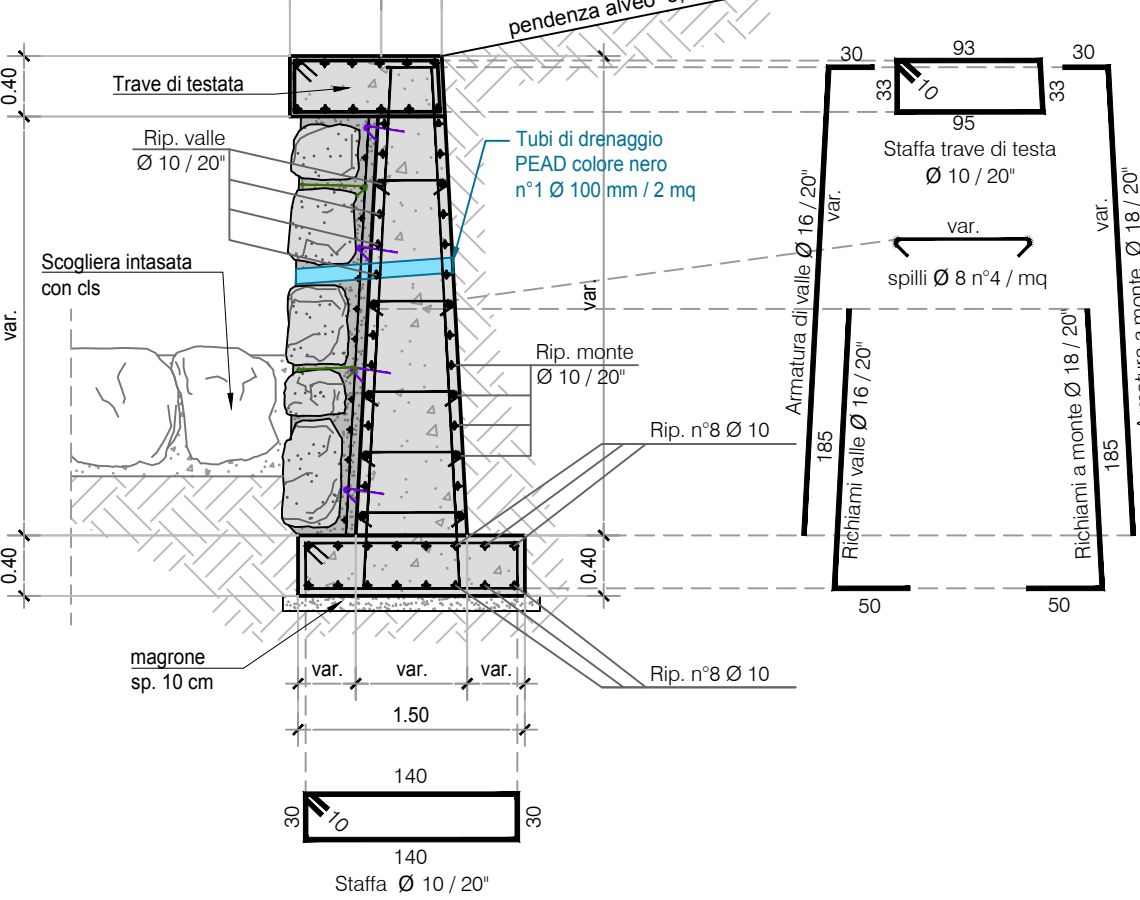 pendenza alveo
0.40
Trave di testata
Rip. valle
Ø 10 / 20"
Tubi di drenaggio
PEAD colore nero
n°1 Ø 100 mm / 2 mq
Scogliera intasata
con cls
var.
var.
Rip. monte
Ø 10 / 20"
Rip. n°8 Ø 10
0.40
0.40
magrone
sp. 10 cm
var.
var.
var.
Rip. n°8 Ø 10
1.50
140
30
10
30
140
Staffa Ø 10 / 20"
30
93
30
33
10
33
95
Staffa trave di testa
Ø 10 / 20"
var.
spilli Ø 8 n°4 / mq
Armatura di valle Ø 16 / 20"
var.
var.
Armatura a monte Ø 18 / 20"
185
Richiami valle Ø 16 / 20"
Richiami a monte Ø 18 / 20"
185
50
50